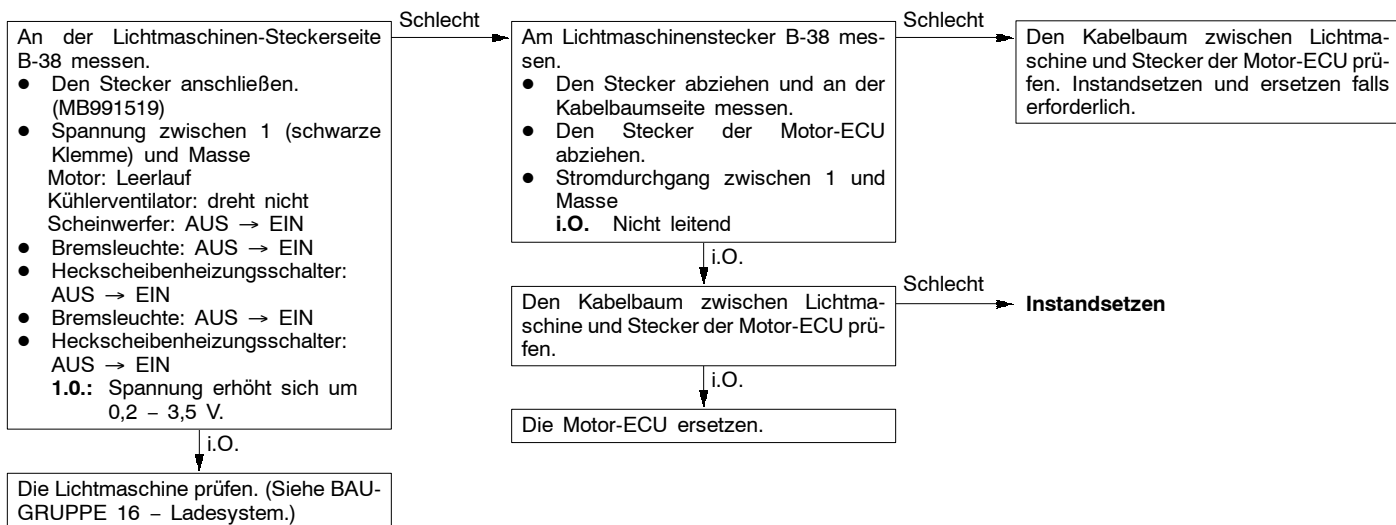 An der Lichtmaschinen-Steckerseite
B-38 messen.
● Den Stecker anschließen.
(MB991519)
● Spannung zwischen 1 (schwarze
Klemme) und Masse
Motor: Leerlauf
Kühlerventilator: dreht nicht
Scheinwerfer: AUS → EIN
● Bremsleuchte: AUS → EIN
● Heckscheibenheizungsschalter:
AUS → EIN
● Bremsleuchte: AUS → EIN
● Heckscheibenheizungsschalter:
AUS → EIN
1.0.: Spannung erhöht sich um
0,2 – 3,5 V.
i.O.
Die Lichtmaschine prüfen. (Siehe BAU-
GRUPPE 16 – Ladesystem.)
Schlecht
Am Lichtmaschinenstecker B-38 mes-
sen.
● Den Stecker abziehen und an der
Kabelbaumseite messen.
● Den Stecker der Motor-ECU
abziehen.
● Stromdurchgang zwischen 1 und
Masse
i.O. Nicht leitend
i.O.
Den Kabelbaum zwischen Lichtma-
schine und Stecker der Motor-ECU prü-
fen.
i.O.
Die Motor-ECU ersetzen.
Schlecht
Den Kabelbaum zwischen Lichtma-
schine und Stecker der Motor-ECU prü-
fen. Instandsetzen und ersetzen falls
erforderlich.
Schlecht
Instandsetzen